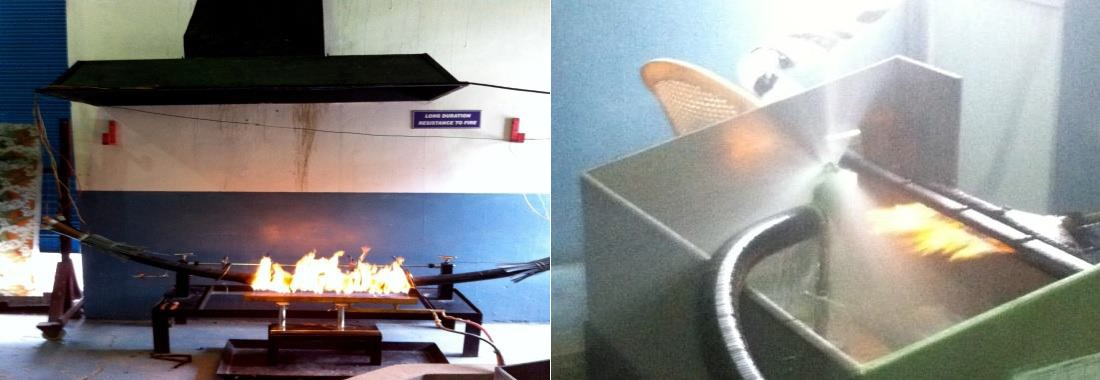 LONG DURATION
RESISTANCE TO FIRE